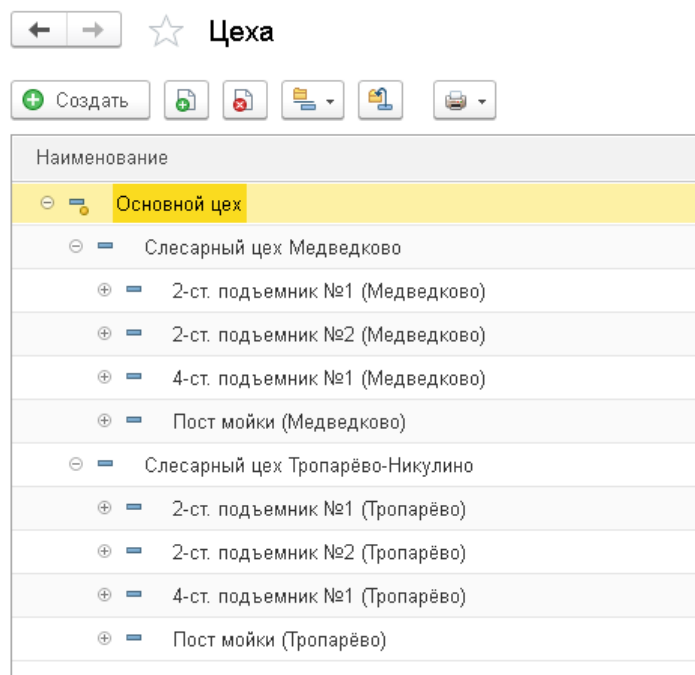 Цеха
Создать
Наименование
Основной цех
Слесарный цех Медведково
2-ст. подъемник №1 (Медведково)
2-ст. подъемник №2 (Медведково)
4-ст. подъемник №1 (Медведково)
Пост мойки (Медведково)
Слесарный цех Тропарёво-Никулино
2-ст. подъемник №1 (Тропарёво)
2-ст. подъемник №2 (Тропарёво)
4-ст. подъемник №1 (Тропарёво)
Пост мойки (Тропарёво)